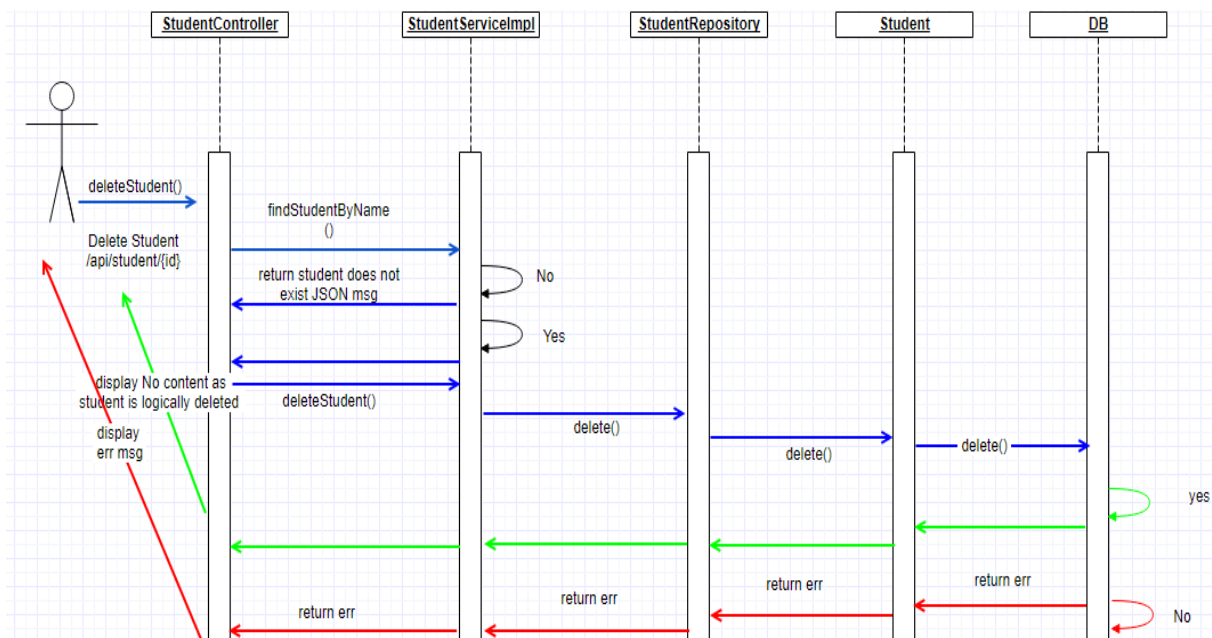 StudentController
StudentServiceImpl
StudentRepository
Student
DB
deleteStudent()
findStudentByName
()
Delete Student
/api/student/{id}
return student does not
exist JSON msg
No
Yes
display No content as
student is logically deleted
deleteStudent()
display
err msg
delete()
delete()
delete()
yes
return err
return err
return err
return err
No